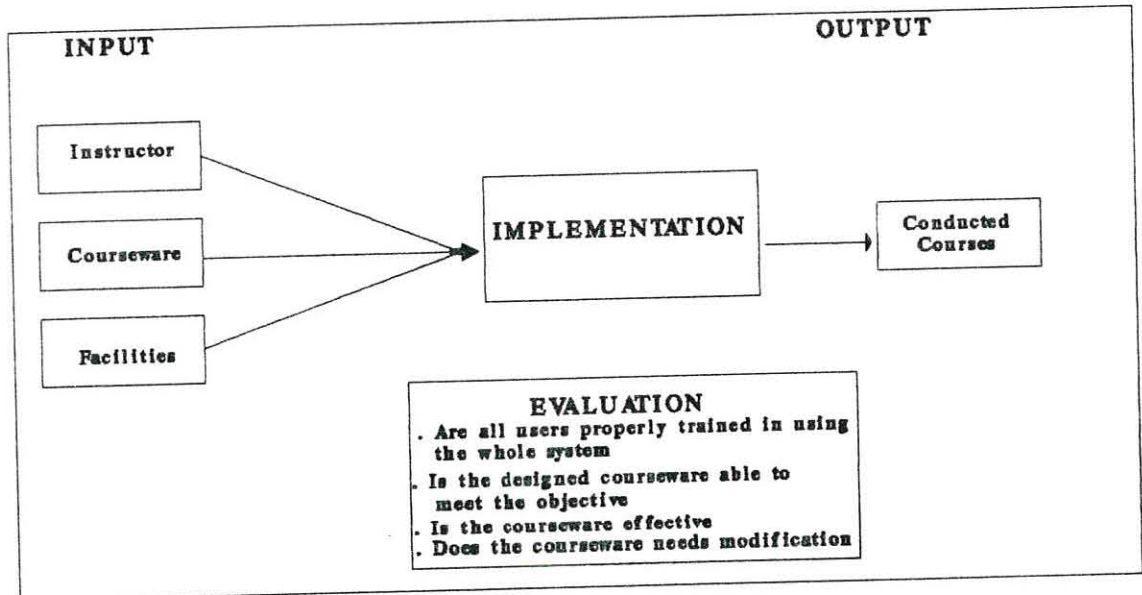 INPUT
OUTPUT
Instructor
Courseware
Facilities
IMPLEMENTATION
Conducted
Courses
EVALUATION
. Are all users properly trained in using
the whole system
. Is the designed courseware able to
meet the objective
. Is the courseware effective
. Does the courseware needs modification